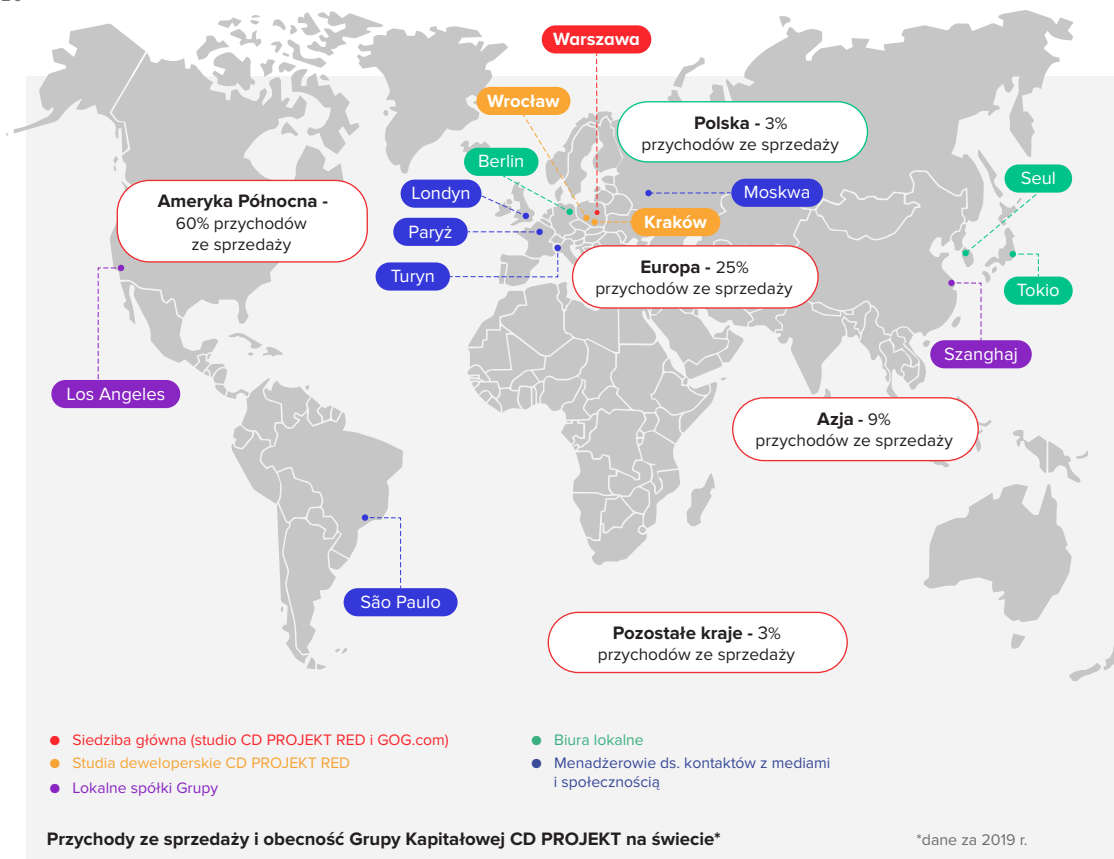 Warszawa
Wrocław
Polska - 3%
przychodów ze sprzedaży
Berlin
Seul
Londyn
Moskwa
Ameryka Północna -
60% przychodów
ze sprzedaży
Paryż
Kraków
Turyn
Europa - 25%
przychodów ze sprzedaży
Tokio
Szanghaj
Los Angeles
Azja - 9%
przychodów ze sprzedaży
São Paulo
Pozostałe kraje - 3%
przychodów ze sprzedaży
Siedziba główna (studio CD PROJEKT RED i GOG.com)
Studia deweloperskie CD PROJEKT RED
Lokalne spółki Grupy
Biura lokalne
Menadżerowie ds. kontaktów z mediami
i społecznością
Przychody ze sprzedaży i obecność Grupy Kapitałowej CD PROJEKT na świecie*
*dane za 2019 r.